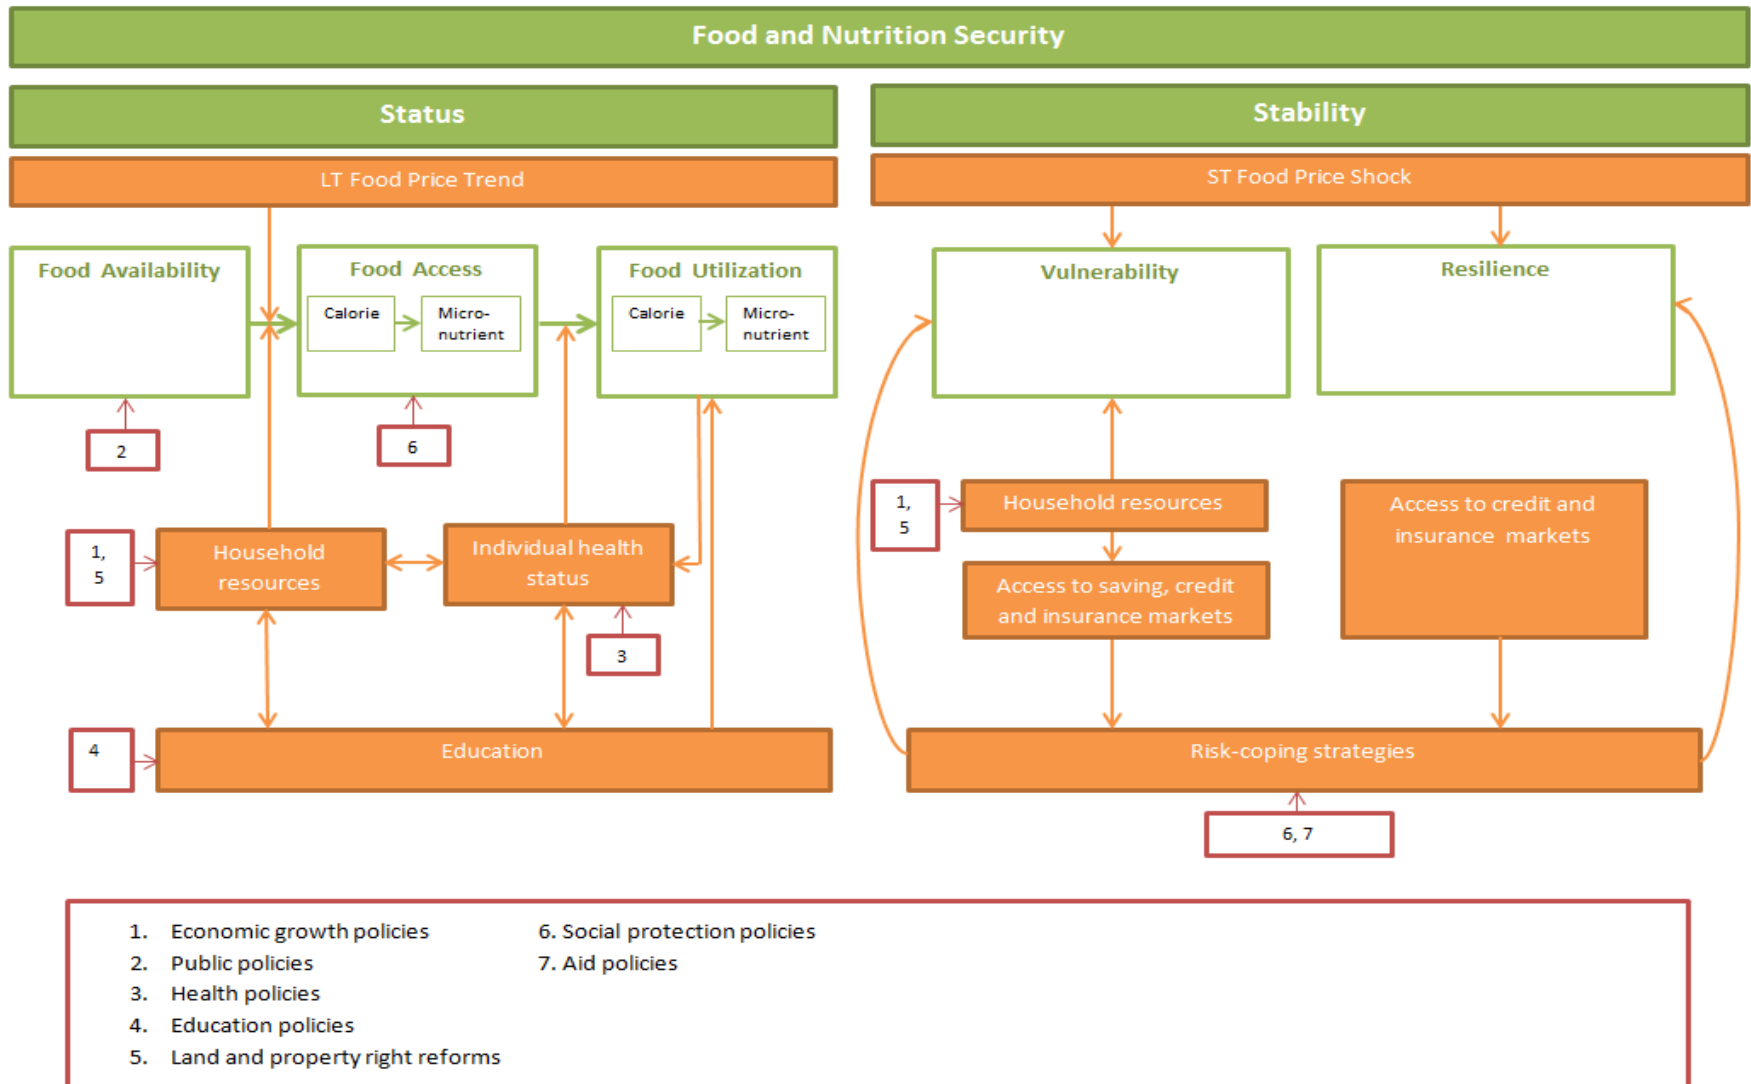 Food and Nutrition Security
Status
Stability
LT Food Price Trend
ST Food Price Shock
Food Availability
Food Access
Calorie
Micro-
nutrient
Food Utilization
Calorie
Micro-
nutrient
Vulnerability
Resilience
2
6
1,
5
Household
resources
Individual health
status
3
4
Education
1,
5
Household resources
Access to saving, credit
and insurance markets
Access to credit and
insurance markets
Risk-coping strategies
6, 7
1. Economic growth policies
2. Public policies
3. Health policies
4. Education policies
5. Land and property right reforms
6. Social protection policies
7. Aid policies